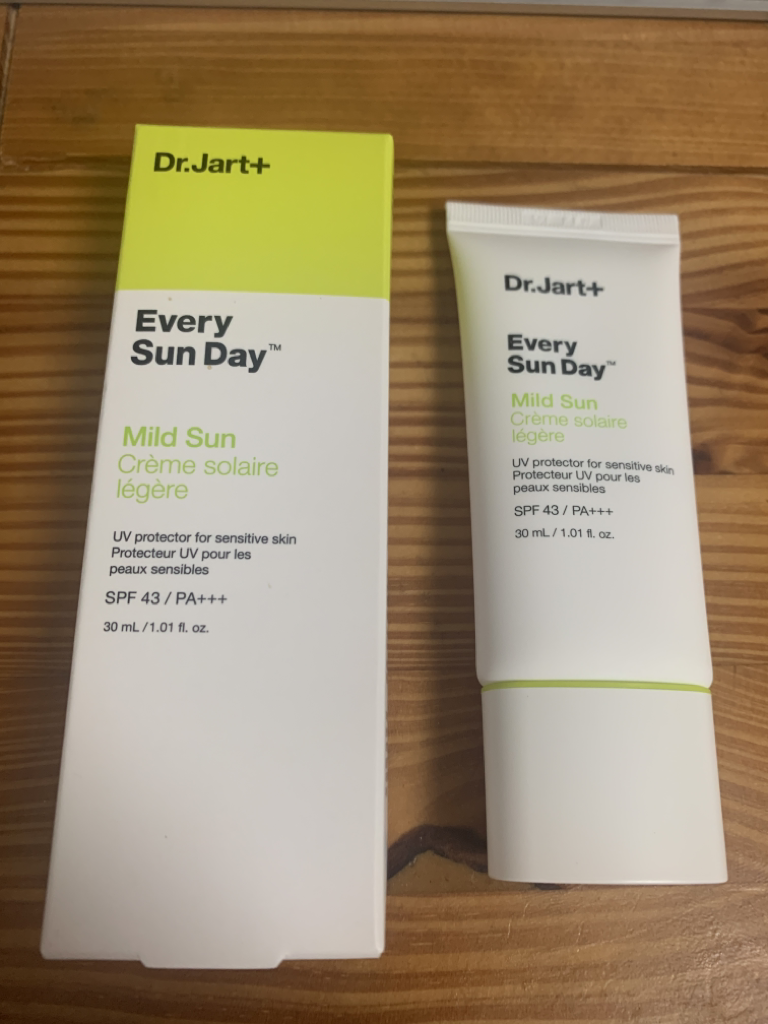 Dr.Jart+
Every
Sun Day™
Mild Sun
Crème solaire
légère
UV protector for sensitive skin
Protecteur UV pour les
peaux sensibles
SPF 43 / PA+++
30 mL / 1.01 fl. oz.
Dr.Jart+
Every
Sun Day™
Mild Sun
Crème solaire
légère
UV protector for sensitive skin
Protecteur UV pour les
peaux sensibles
SPF 43 / PA+++
30 mL / 1.01 fl. oz.